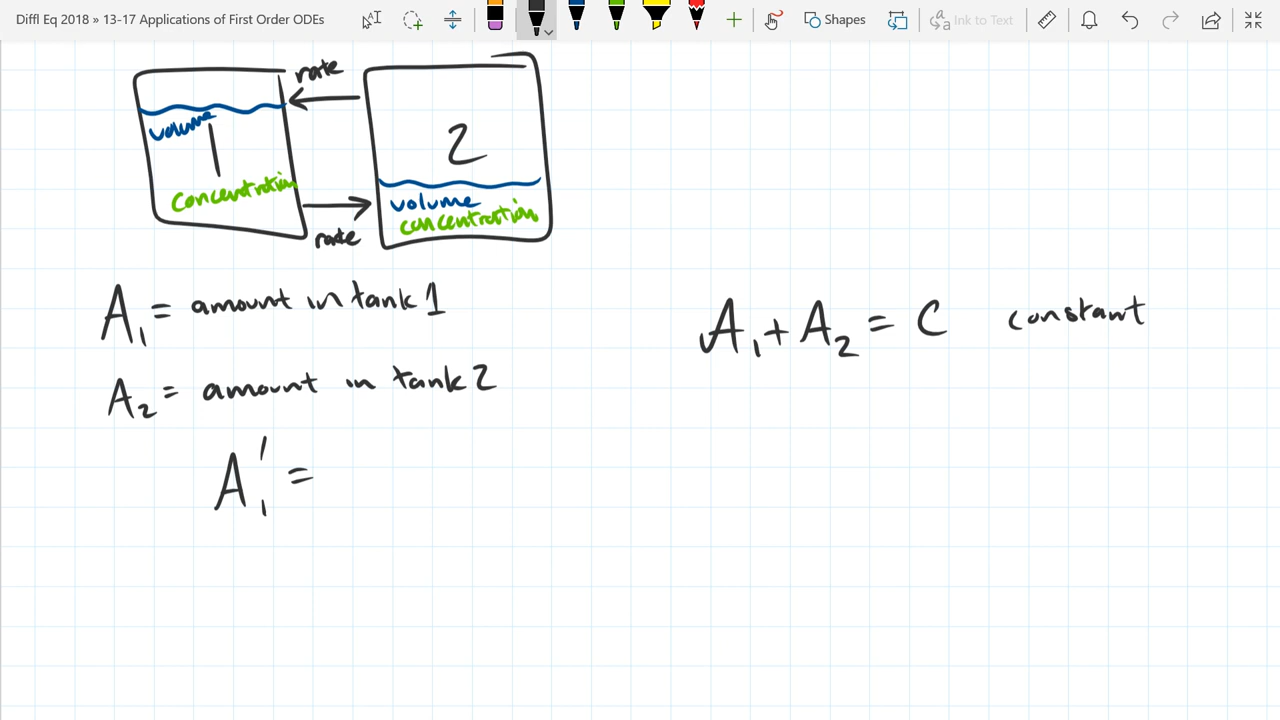 Diffl Eq 2018 » 13-17 Applications of First Order ODEs
Shapes
Ink to Text
rate
volume
1
concentration
2
volume
concentration
rate
A₁ = amount in tank 1
A₂ = amount in tank 2
A₁' =
A₁ + A₂ = C constant